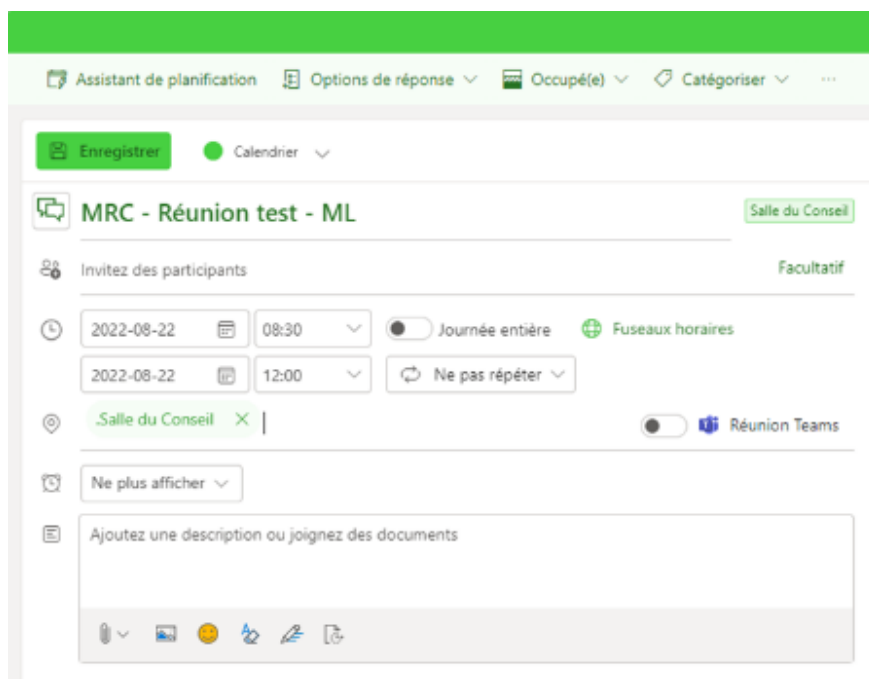 Assistant de planification Options de réponse Occupé(e) Catégoriser ...
Enregistrer Calendrier
MRC - Réunion test - ML Salle du Conseil
Invitez des participants Facultatif
2022-08-22 08:30 Journée entière Fuseaux horaires
2022-08-22 12:00 Ne pas répéter
.Salle du Conseil Réunion Teams
Ne plus afficher
Ajoutez une description ou joignez des documents